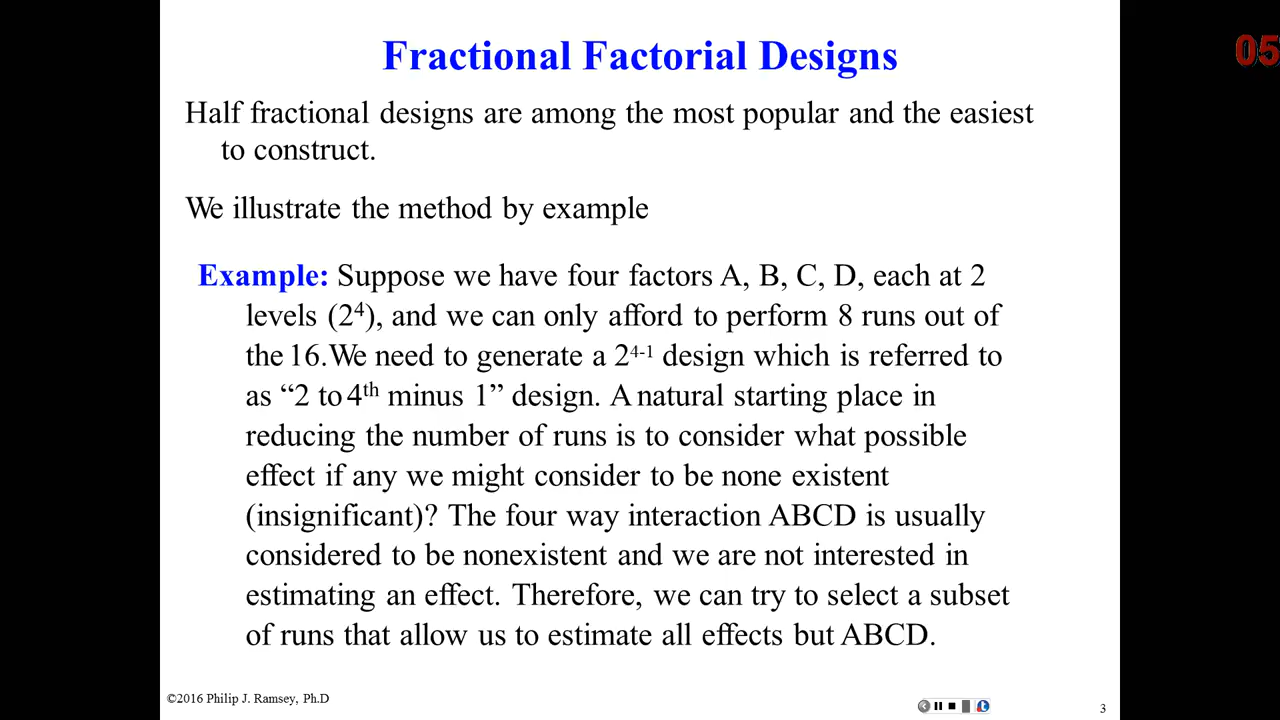 Fractional Factorial Designs
05
Half fractional designs are among the most popular and the easiest
to construct.
We illustrate the method by example
Example: Suppose we have four factors A, B, C, D, each at 2
levels (2⁴), and we can only afford to perform 8 runs out of
the 16.We need to generate a 2⁴⁻¹ design which is referred to
as “2 to 4ᵗʰ minus 1” design. A natural starting place in
reducing the number of runs is to consider what possible
effect if any we might consider to be none existent
(insignificant)? The four way interaction ABCD is usually
considered to be nonexistent and we are not interested in
estimating an effect. Therefore, we can try to select a subset
of runs that allow us to estimate all effects but ABCD.
©2016 Philip J. Ramsey, Ph.D
3